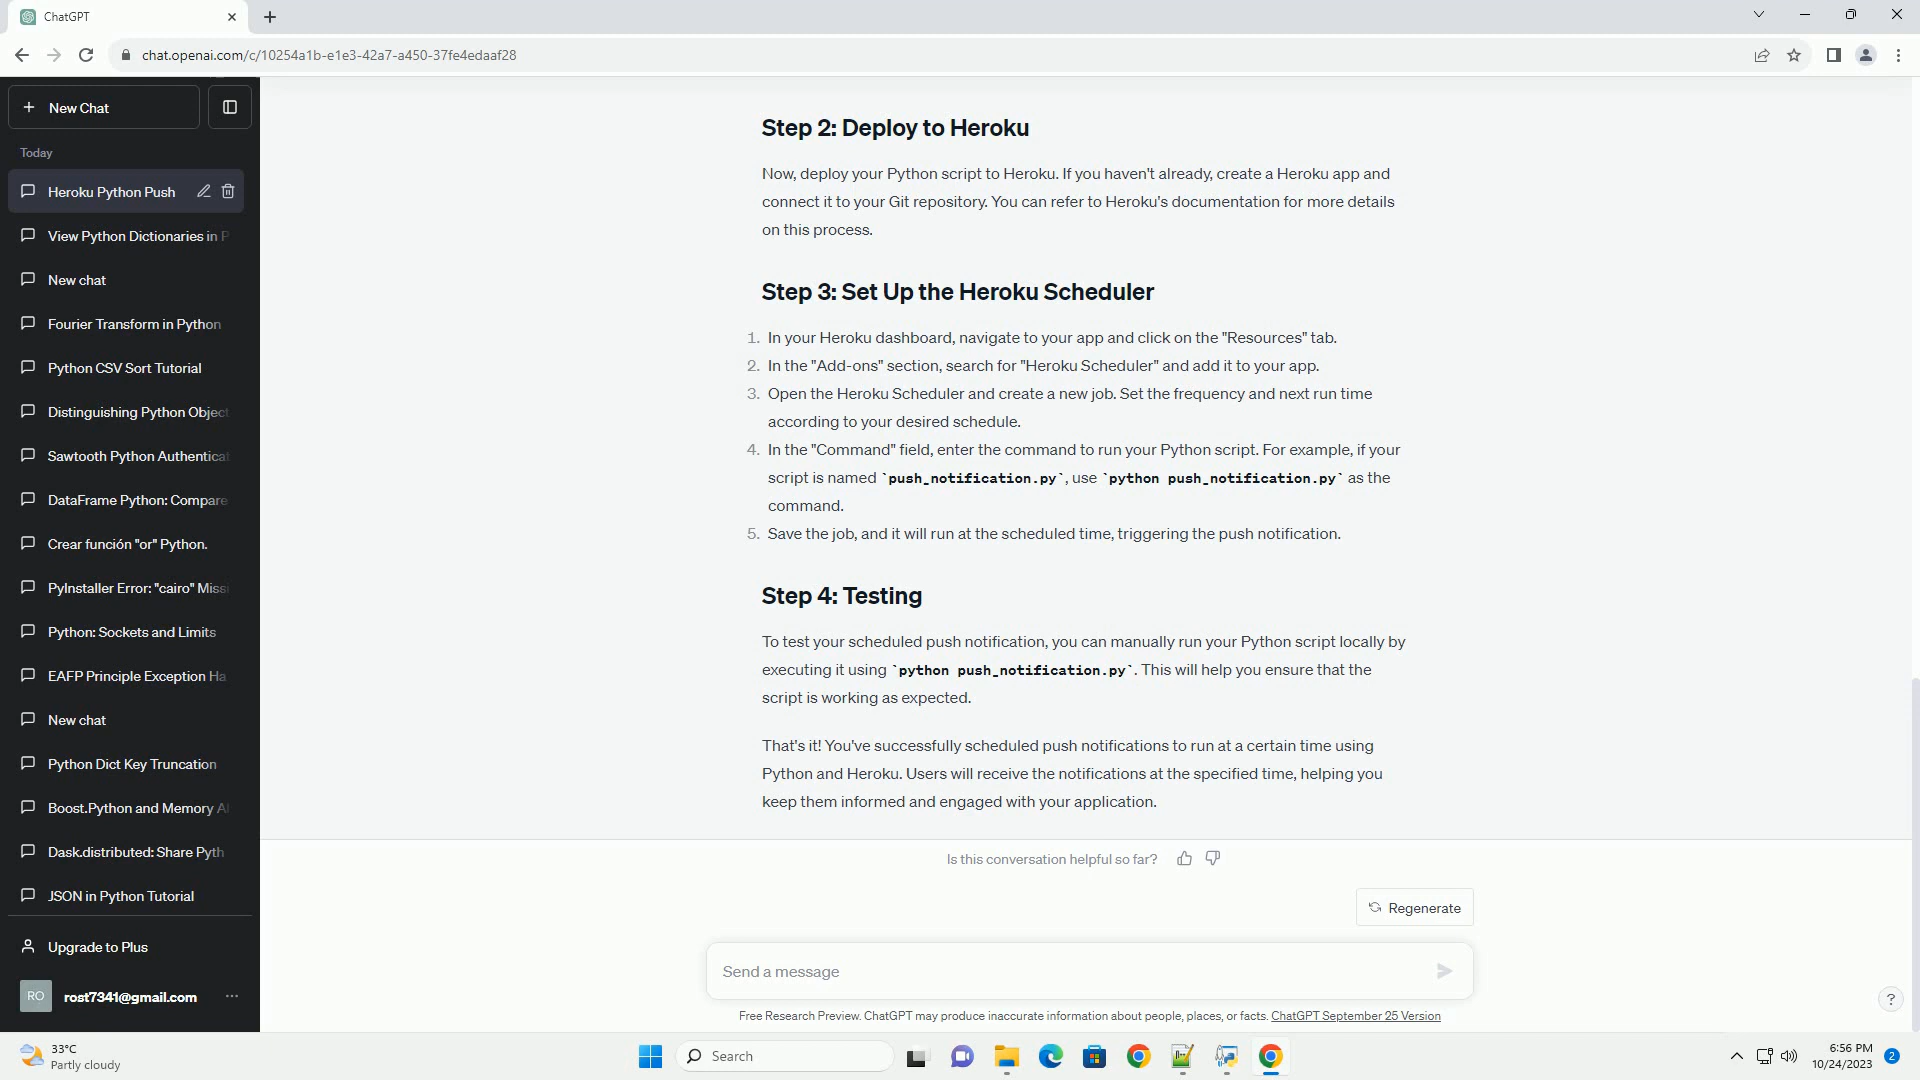 ChatGPT
chat.openai.com/c/10254a1b-e1e3-42a7-a450-37fe4edaaf28
New Chat
Today
Heroku Python Push
View Python Dictionaries in P
New chat
Fourier Transform in Python
Python CSV Sort Tutorial
Distinguishing Python Object
Sawtooth Python Authentica
DataFrame Python: Compare
Crear función "or" Python.
PyInstaller Error: "cairo" Miss
Python: Sockets and Limits
EAFP Principle Exception Ha
New chat
Python Dict Key Truncation
Boost.Python and Memory Al
Dask.distributed: Share Pyth
JSON in Python Tutorial
Upgrade to Plus
RO rost7341@gmail.com
Step 2: Deploy to Heroku
Now, deploy your Python script to Heroku. If you haven't already, create a Heroku app and
connect it to your Git repository. You can refer to Heroku's documentation for more details
on this process.
Step 3: Set Up the Heroku Scheduler
1. In your Heroku dashboard, navigate to your app and click on the "Resources" tab.
2. In the "Add-ons" section, search for "Heroku Scheduler" and add it to your app.
3. Open the Heroku Scheduler and create a new job. Set the frequency and next run time
according to your desired schedule.
4. In the "Command" field, enter the command to run your Python script. For example, if your
script is named `push_notification.py`, use `python push_notification.py` as the
command.
5. Save the job, and it will run at the scheduled time, triggering the push notification.
Step 4: Testing
To test your scheduled push notification, you can manually run your Python script locally by
executing it using `python push_notification.py`. This will help you ensure that the
script is working as expected.
That's it! You've successfully scheduled push notifications to run at a certain time using
Python and Heroku. Users will receive the notifications at the specified time, helping you
keep them informed and engaged with your application.
Is this conversation helpful so far?
Regenerate
Send a message
?
Free Research Preview. ChatGPT may produce inaccurate information about people, places, or facts. ChatGPT September 25 Version
33°C
Partly cloudy
Search
6:56 PM
10/24/2023
2